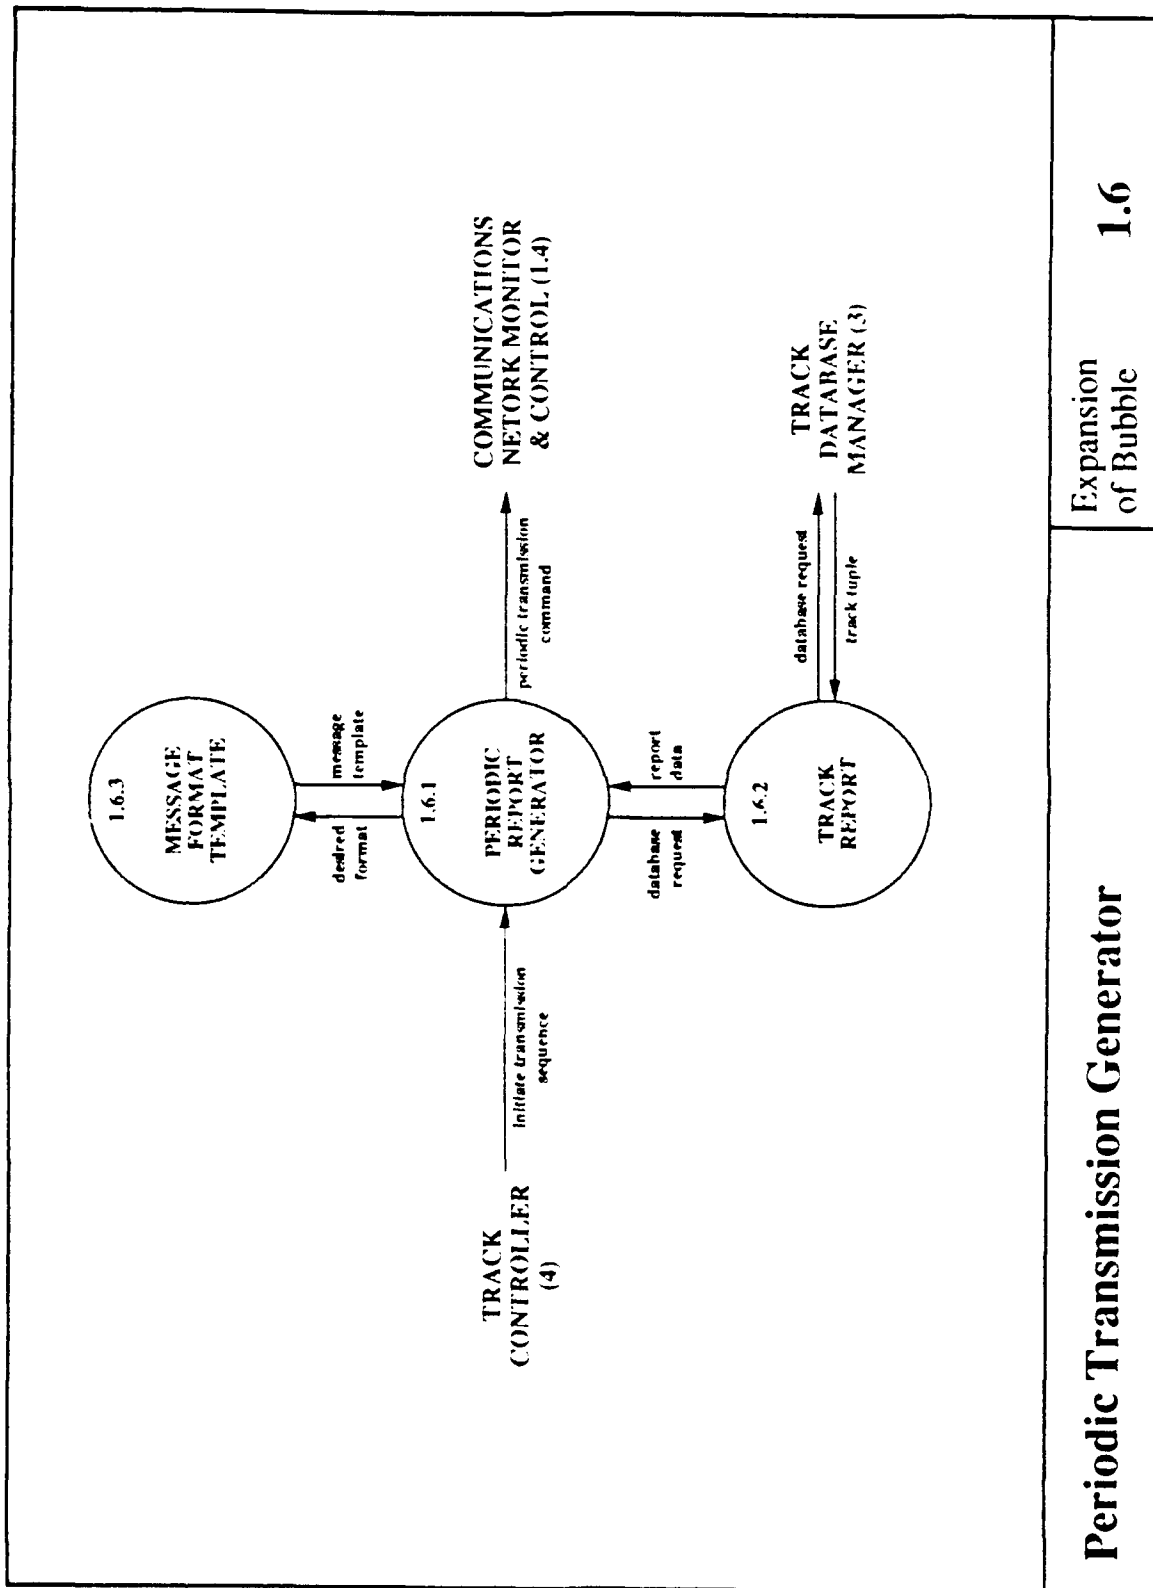 1.6.3
MESSAGE
FORMAT
TEMPLATE
desired
format
message
template
TRACK
CONTROLLER
(4)
initiate transmission
sequence
1.6.1
PERIODIC
REPORT
GENERATOR
periodic transmission
command
COMMUNICATIONS
NETORK MONITOR
& CONTROL (1.4)
database
request
report
data
1.6.2
TRACK
REPORT
database request
track tuple
TRACK
DATABASE
MANAGER (3)
Periodic Transmission Generator
Expansion
of Bubble
1.6